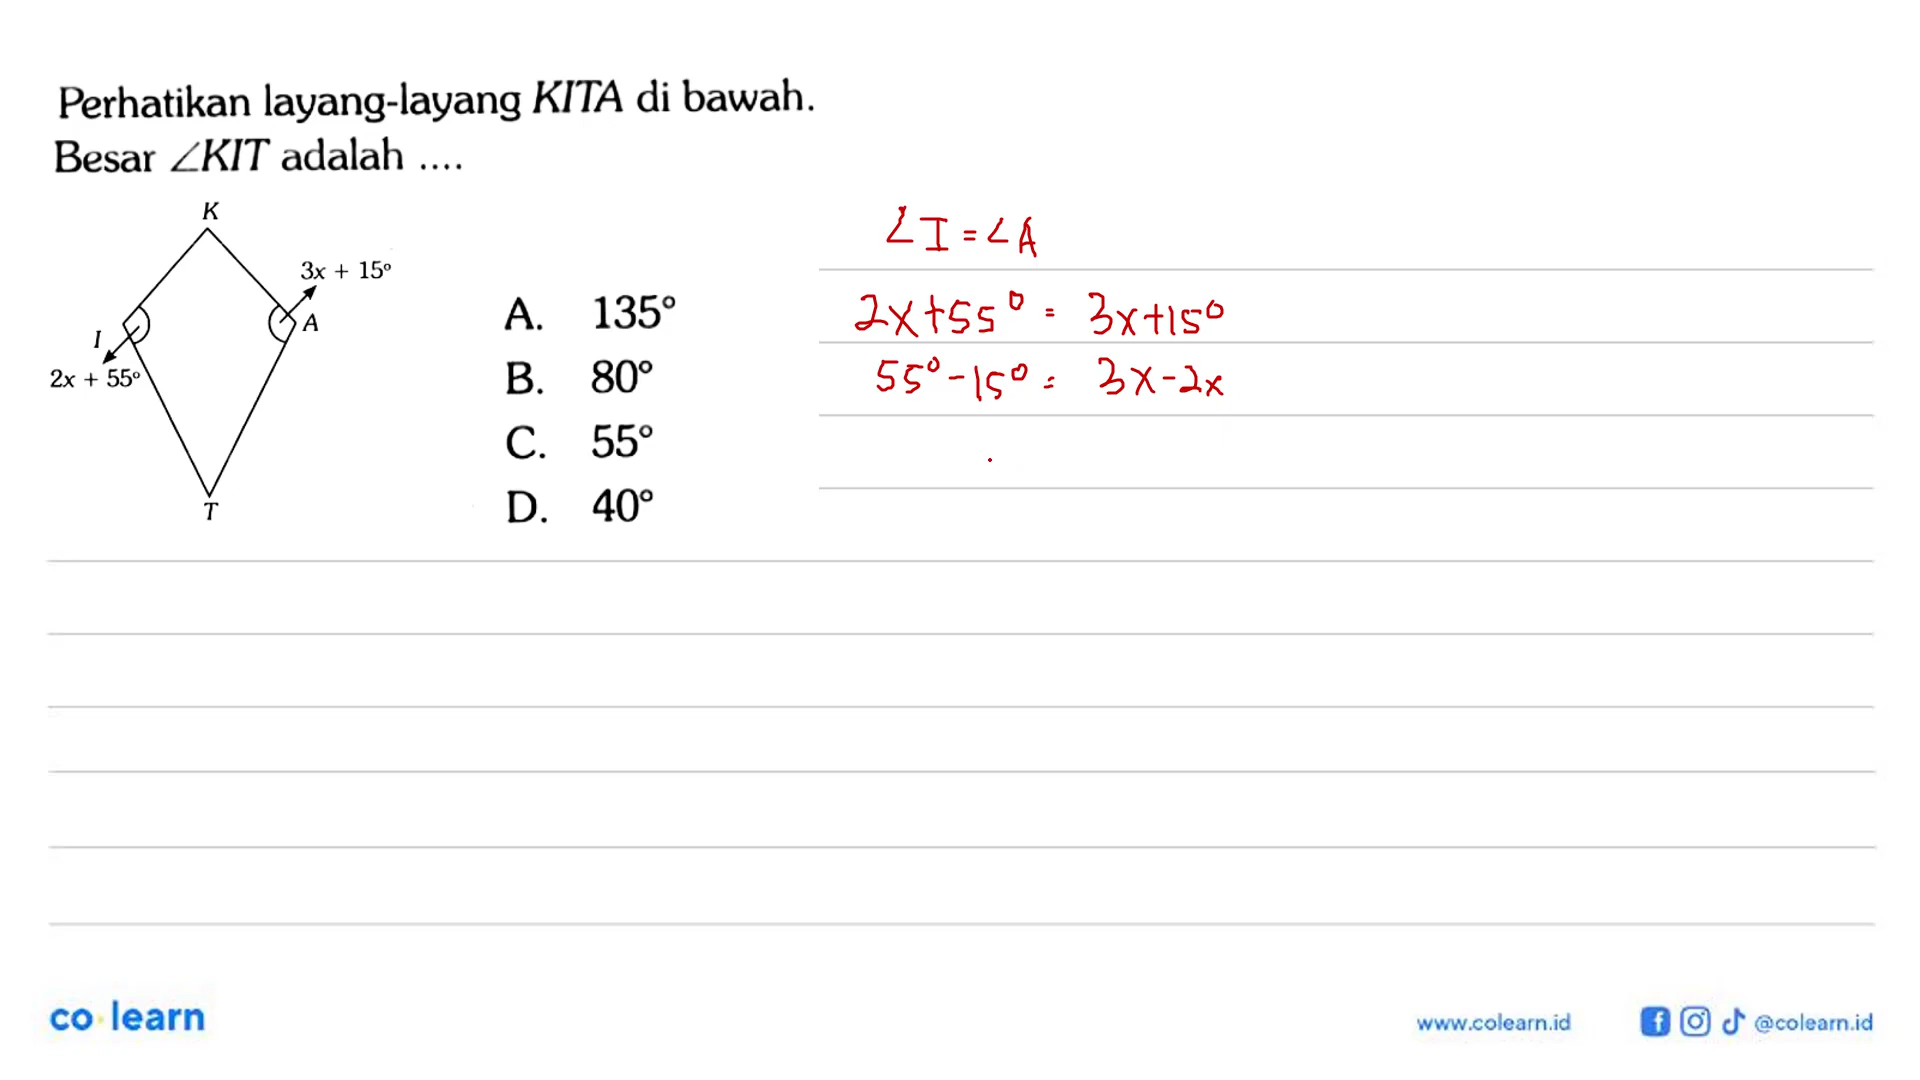 Perhatikan layang-layang KITA di bawah.
Besar ∠KIT adalah ....
K
3x + 15°
A
I
2x + 55°
T
A. 135°
B. 80°
C. 55°
D. 40°
∠I = ∠A
2x+55° = 3x+15°
55°-15° = 3x-2x
co learn
www.colearn.id
@colearn.id